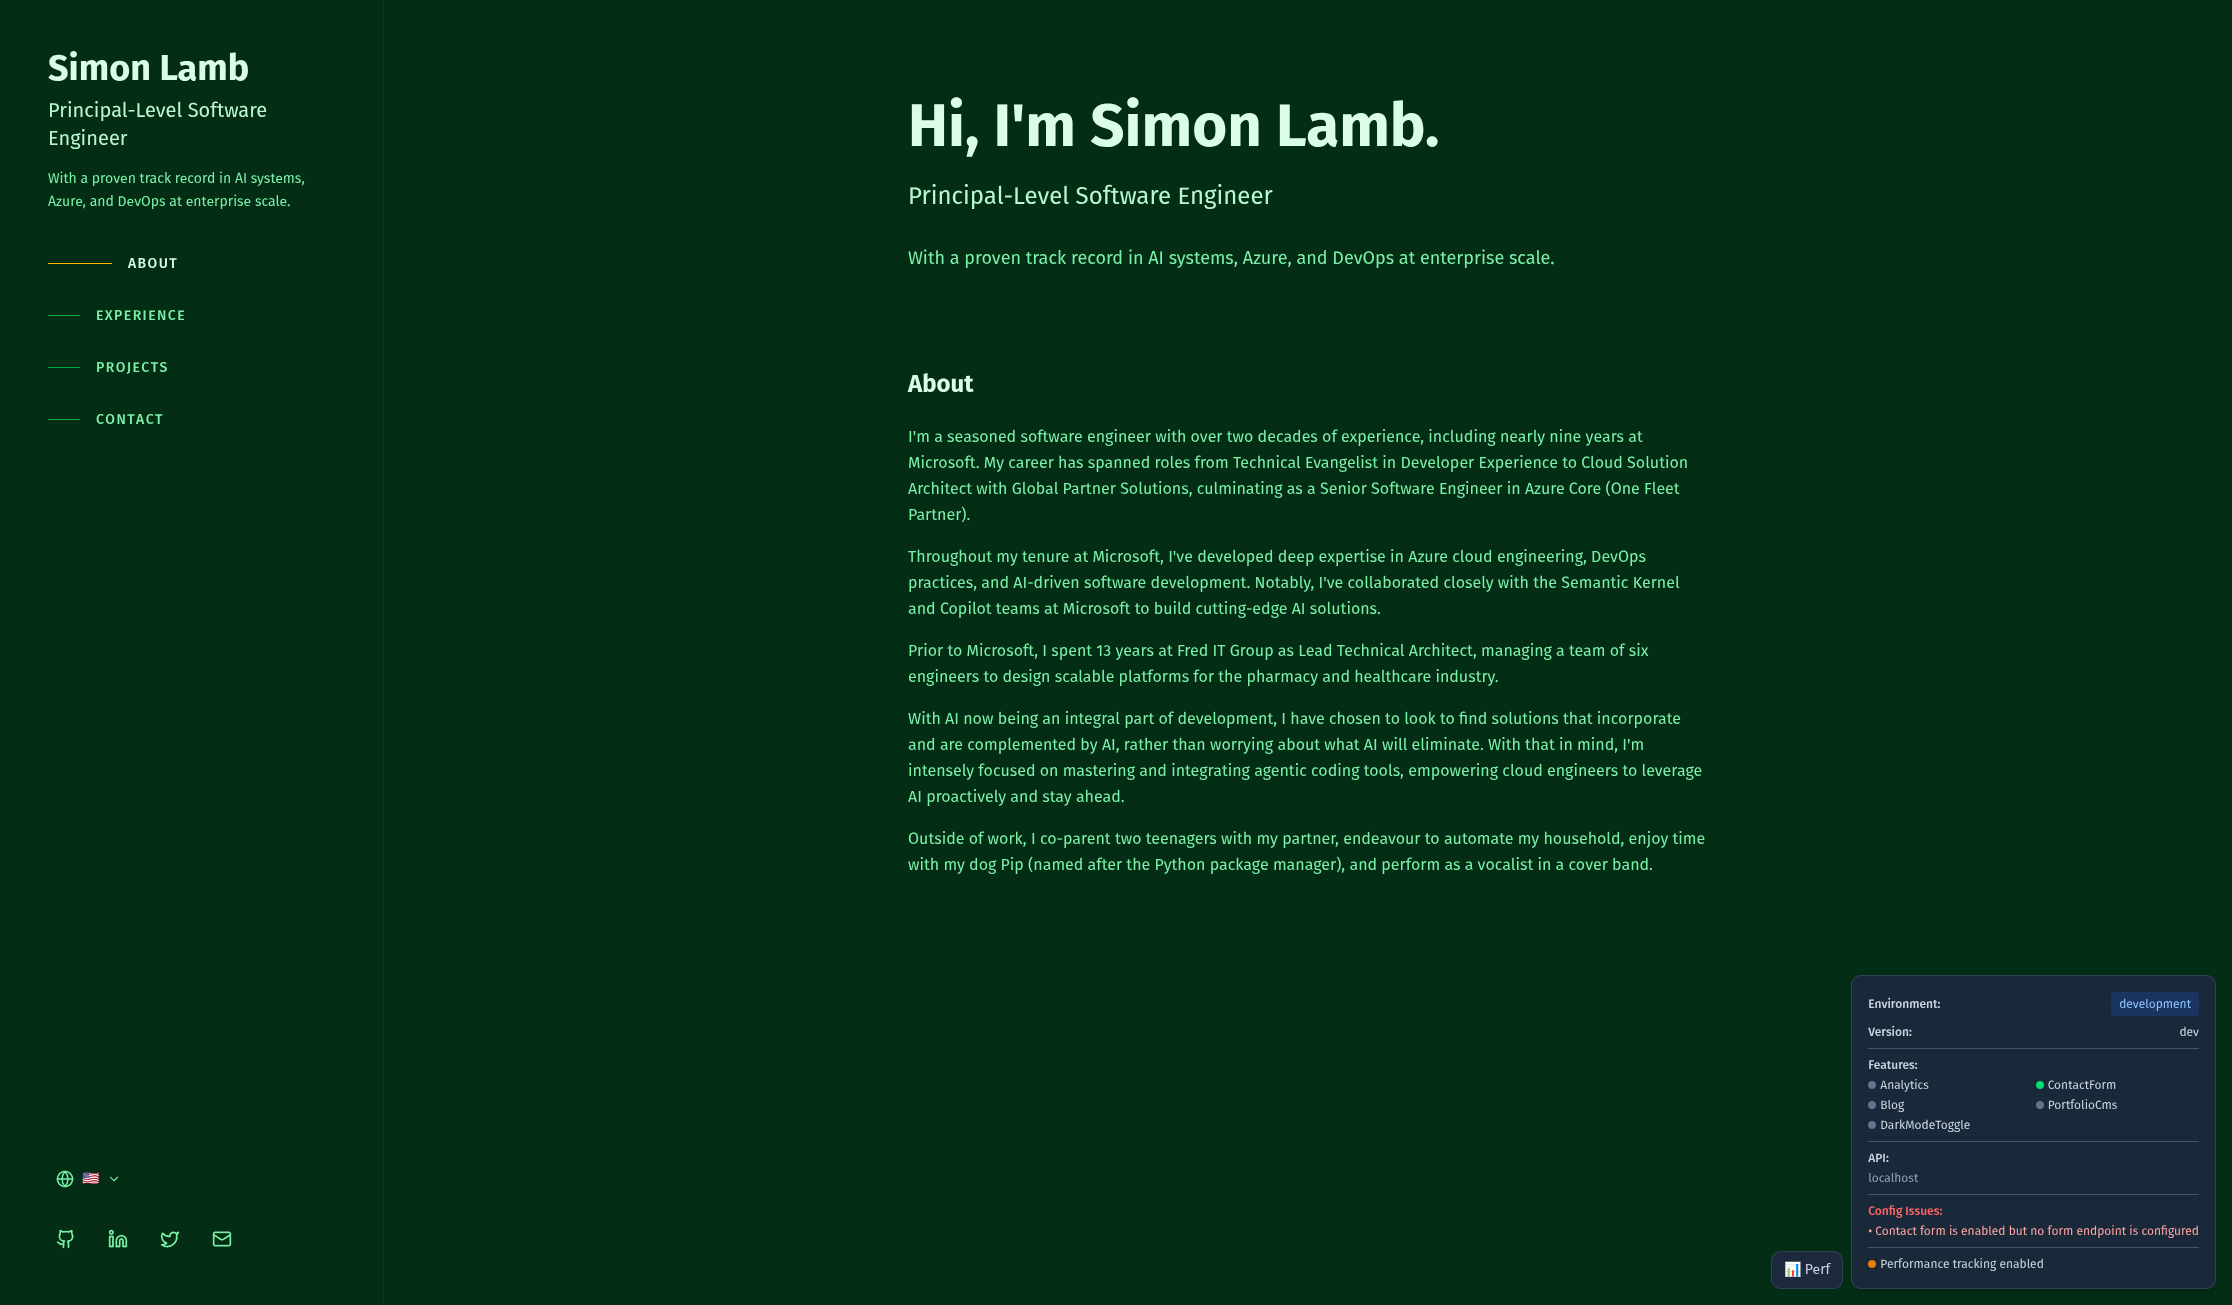 Simon Lamb
Principal-Level Software
Engineer
With a proven track record in AI systems,
Azure, and DevOps at enterprise scale.
ABOUT
EXPERIENCE
PROJECTS
CONTACT
Hi, I'm Simon Lamb.
Principal-Level Software Engineer
With a proven track record in AI systems, Azure, and DevOps at enterprise scale.
About
I'm a seasoned software engineer with over two decades of experience, including nearly nine years at
Microsoft. My career has spanned roles from Technical Evangelist in Developer Experience to Cloud Solution
Architect with Global Partner Solutions, culminating as a Senior Software Engineer in Azure Core (One Fleet
Partner).
Throughout my tenure at Microsoft, I've developed deep expertise in Azure cloud engineering, DevOps
practices, and AI-driven software development. Notably, I've collaborated closely with the Semantic Kernel
and Copilot teams at Microsoft to build cutting-edge AI solutions.
Prior to Microsoft, I spent 13 years at Fred IT Group as Lead Technical Architect, managing a team of six
engineers to design scalable platforms for the pharmacy and healthcare industry.
With AI now being an integral part of development, I have chosen to look to find solutions that incorporate
and are complemented by AI, rather than worrying about what AI will eliminate. With that in mind, I'm
intensely focused on mastering and integrating agentic coding tools, empowering cloud engineers to leverage
AI proactively and stay ahead.
Outside of work, I co-parent two teenagers with my partner, endeavour to automate my household, enjoy time
with my dog Pip (named after the Python package manager), and perform as a vocalist in a cover band.
Environment: development
Version: dev
Features:
Analytics ContactForm
Blog PortfolioCms
DarkModeToggle
API:
localhost
Config Issues:
• Contact form is enabled but no form endpoint is configured
Performance tracking enabled
📊 Perf